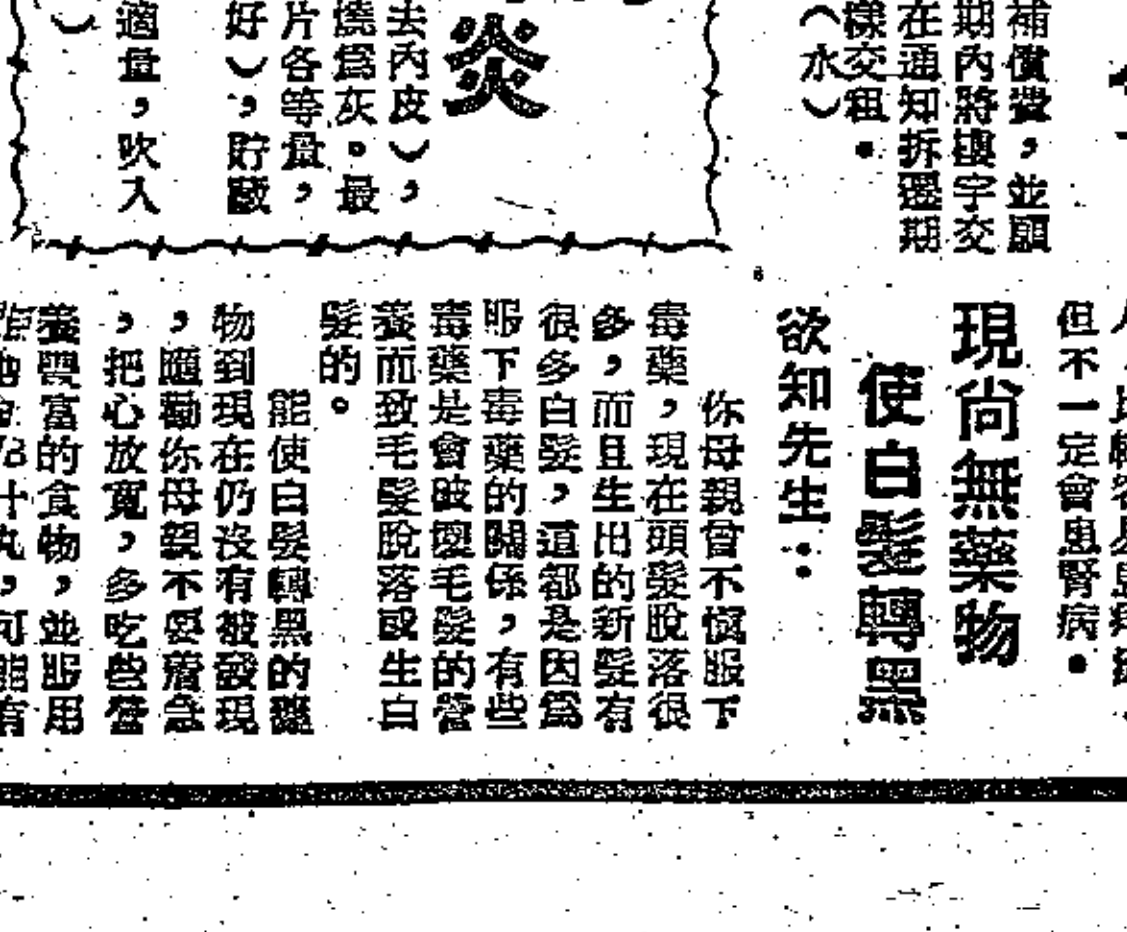 補償費，並願
期內將樓宇交
在通知拆遷期
樣交租。
（水）
炎
去內皮），
燒爲灰。最
片各等量，
好），貯藏
適量，吹入
）
但不一定會患腎病。
現尚無藥物
使白髮轉黑
欲知先生：
你母親曾不愼服下
毒藥，現在頭髮脫落很
多，而且生出的新髮有
很多白髮，這都是因爲
服下毒藥的關係，有些
毒藥是會破壞毛髮的營
養而致毛髮脫落或生白
髮的。
能使白髮轉黑的藥
物到現在仍沒有被發現
，隨勸你母親不要着急
，把心放寬，多吃些營
養豐富的食物，並服用